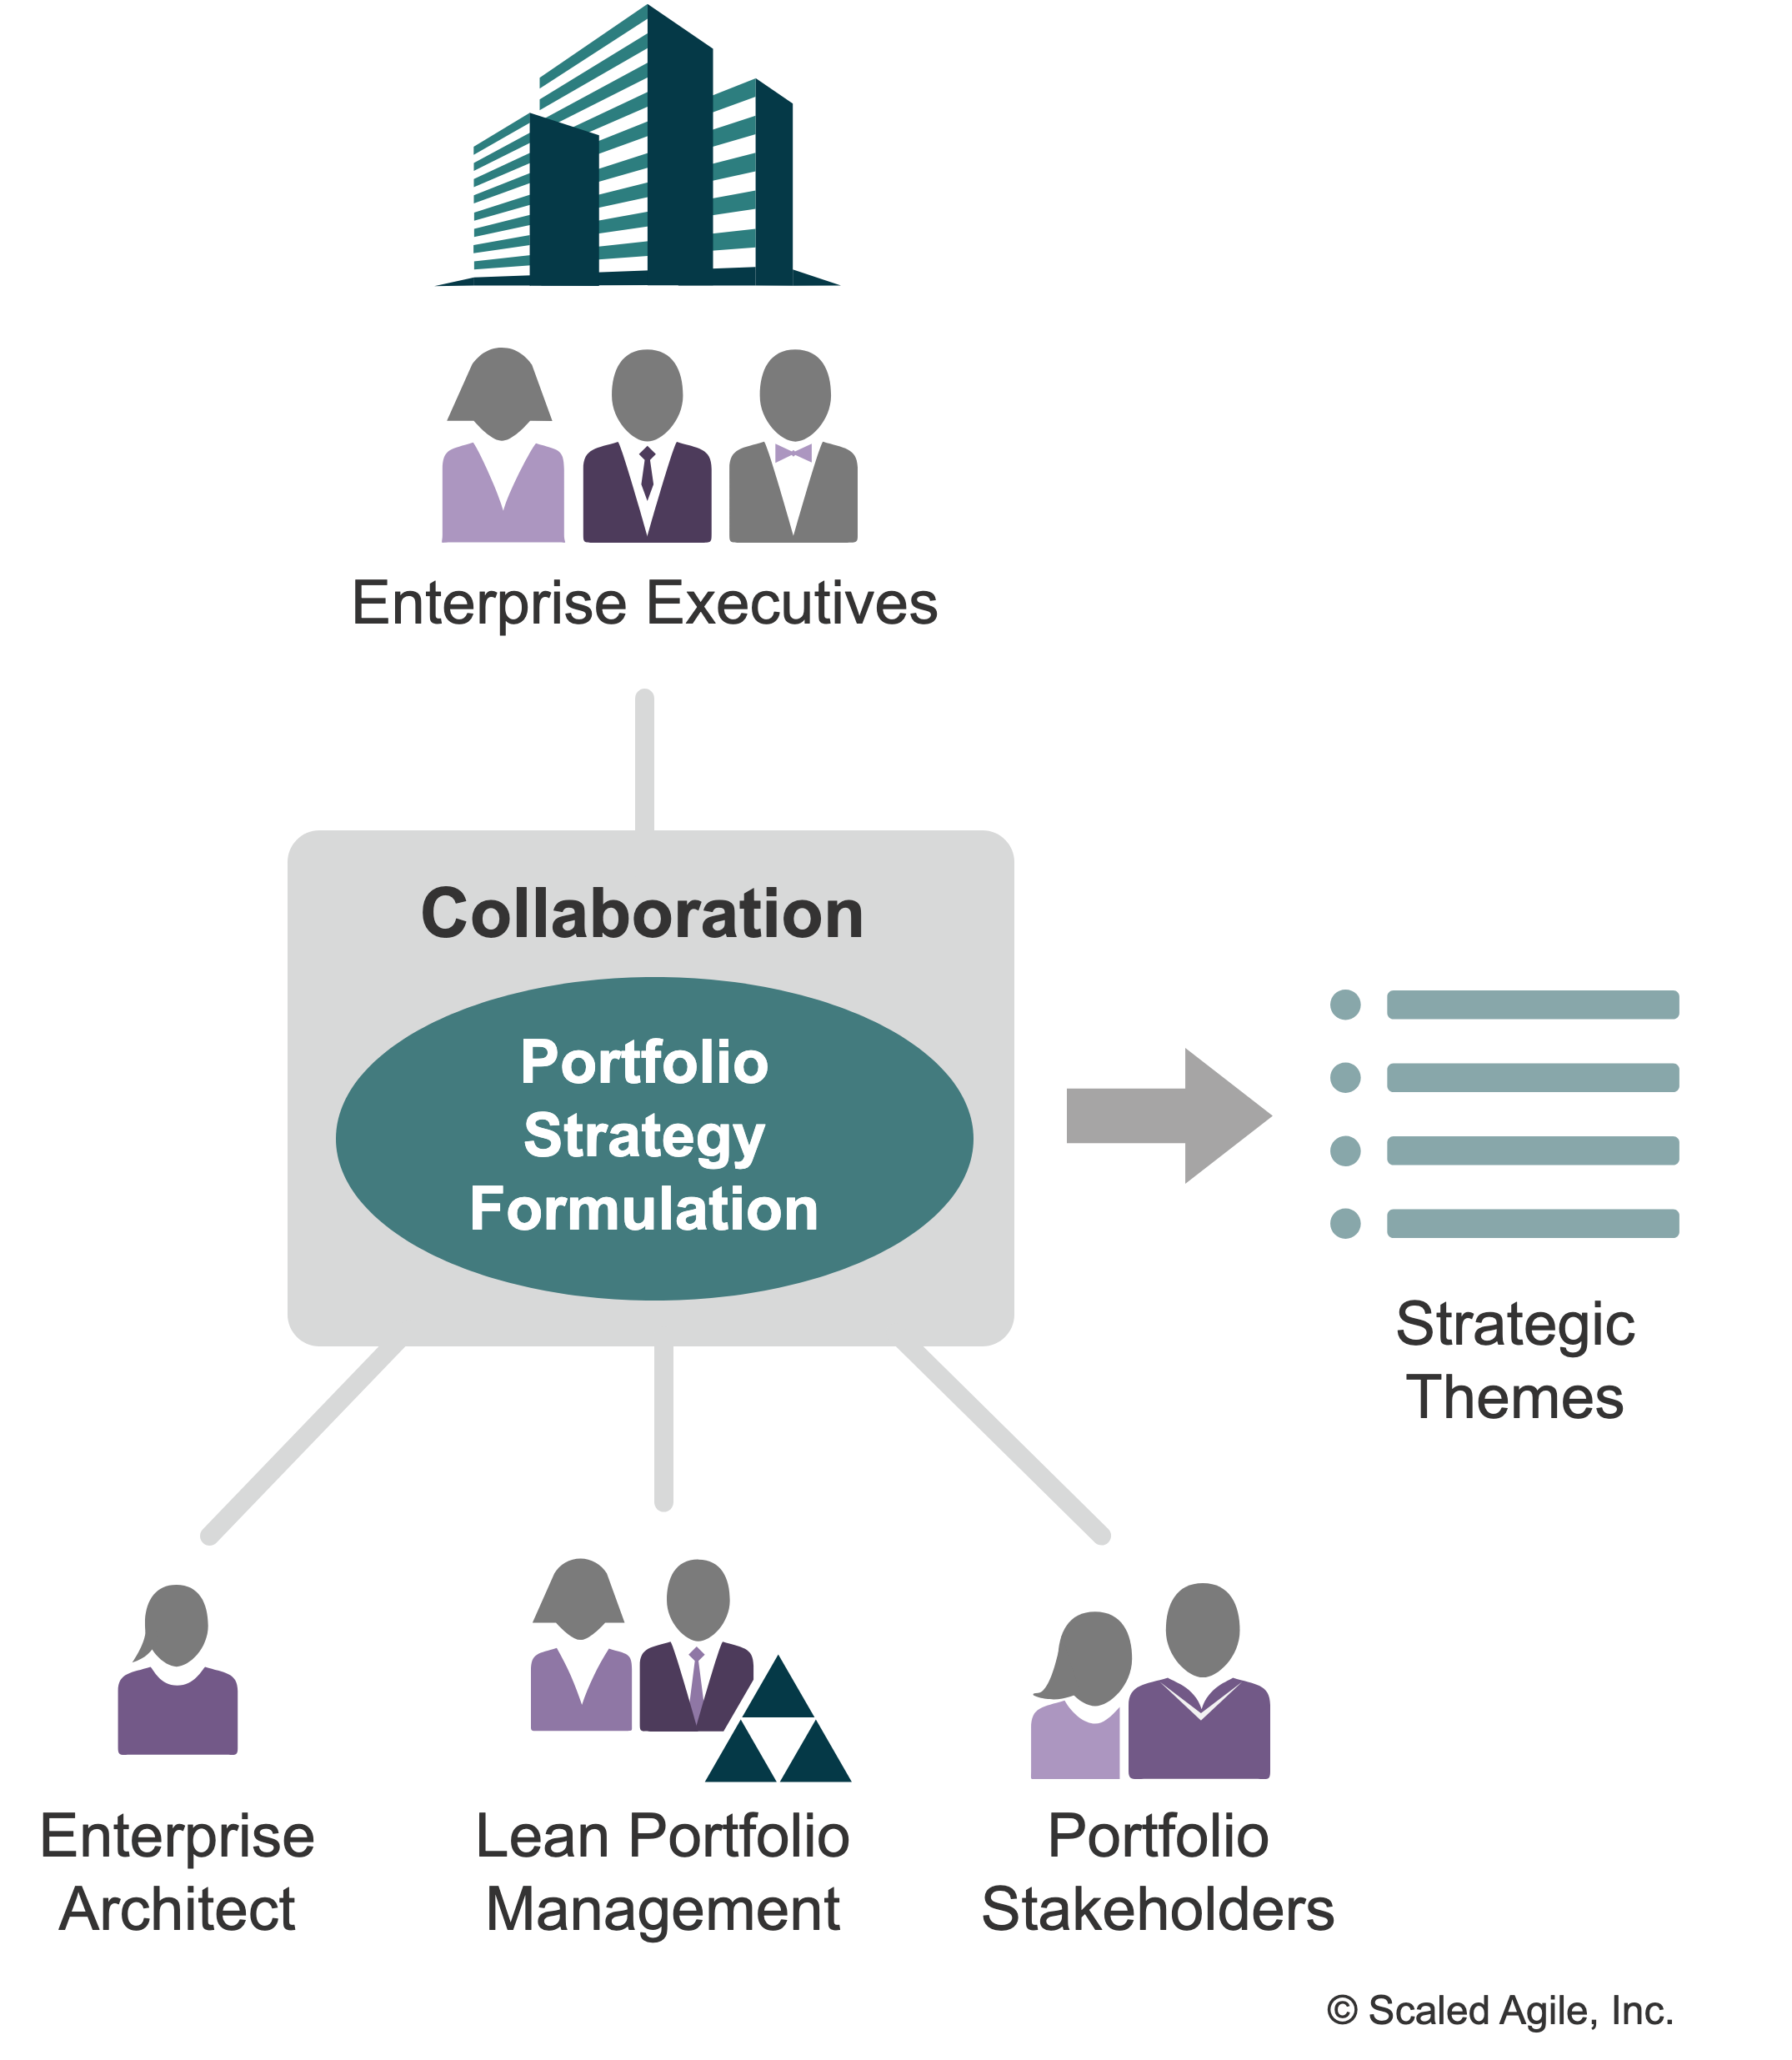 Enterprise Executives
Collaboration
Portfolio
Strategy
Formulation
Strategic
Themes
Enterprise
Architect
Lean Portfolio
Management
Portfolio
Stakeholders
© Scaled Agile, Inc.